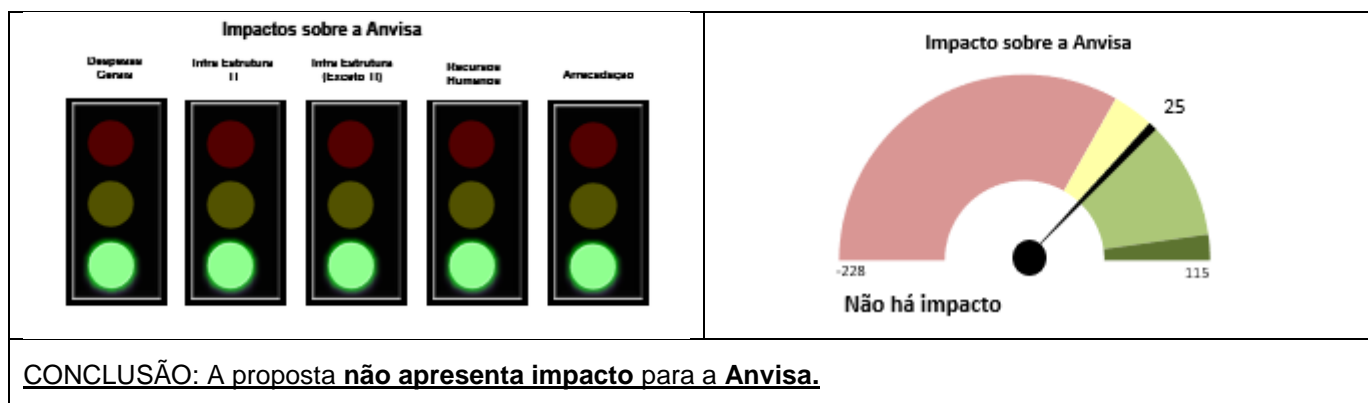 Impactos sobre a Anvisa
Despesas
Gerais
Infra Estrutura
TI
Infra Estrutura
(Exceto TI)
Recursos
Humanos
Arrecadação
Impacto sobre a Anvisa
25
-228
115
Não há impacto
CONCLUSÃO: A proposta não apresenta impacto para a Anvisa.